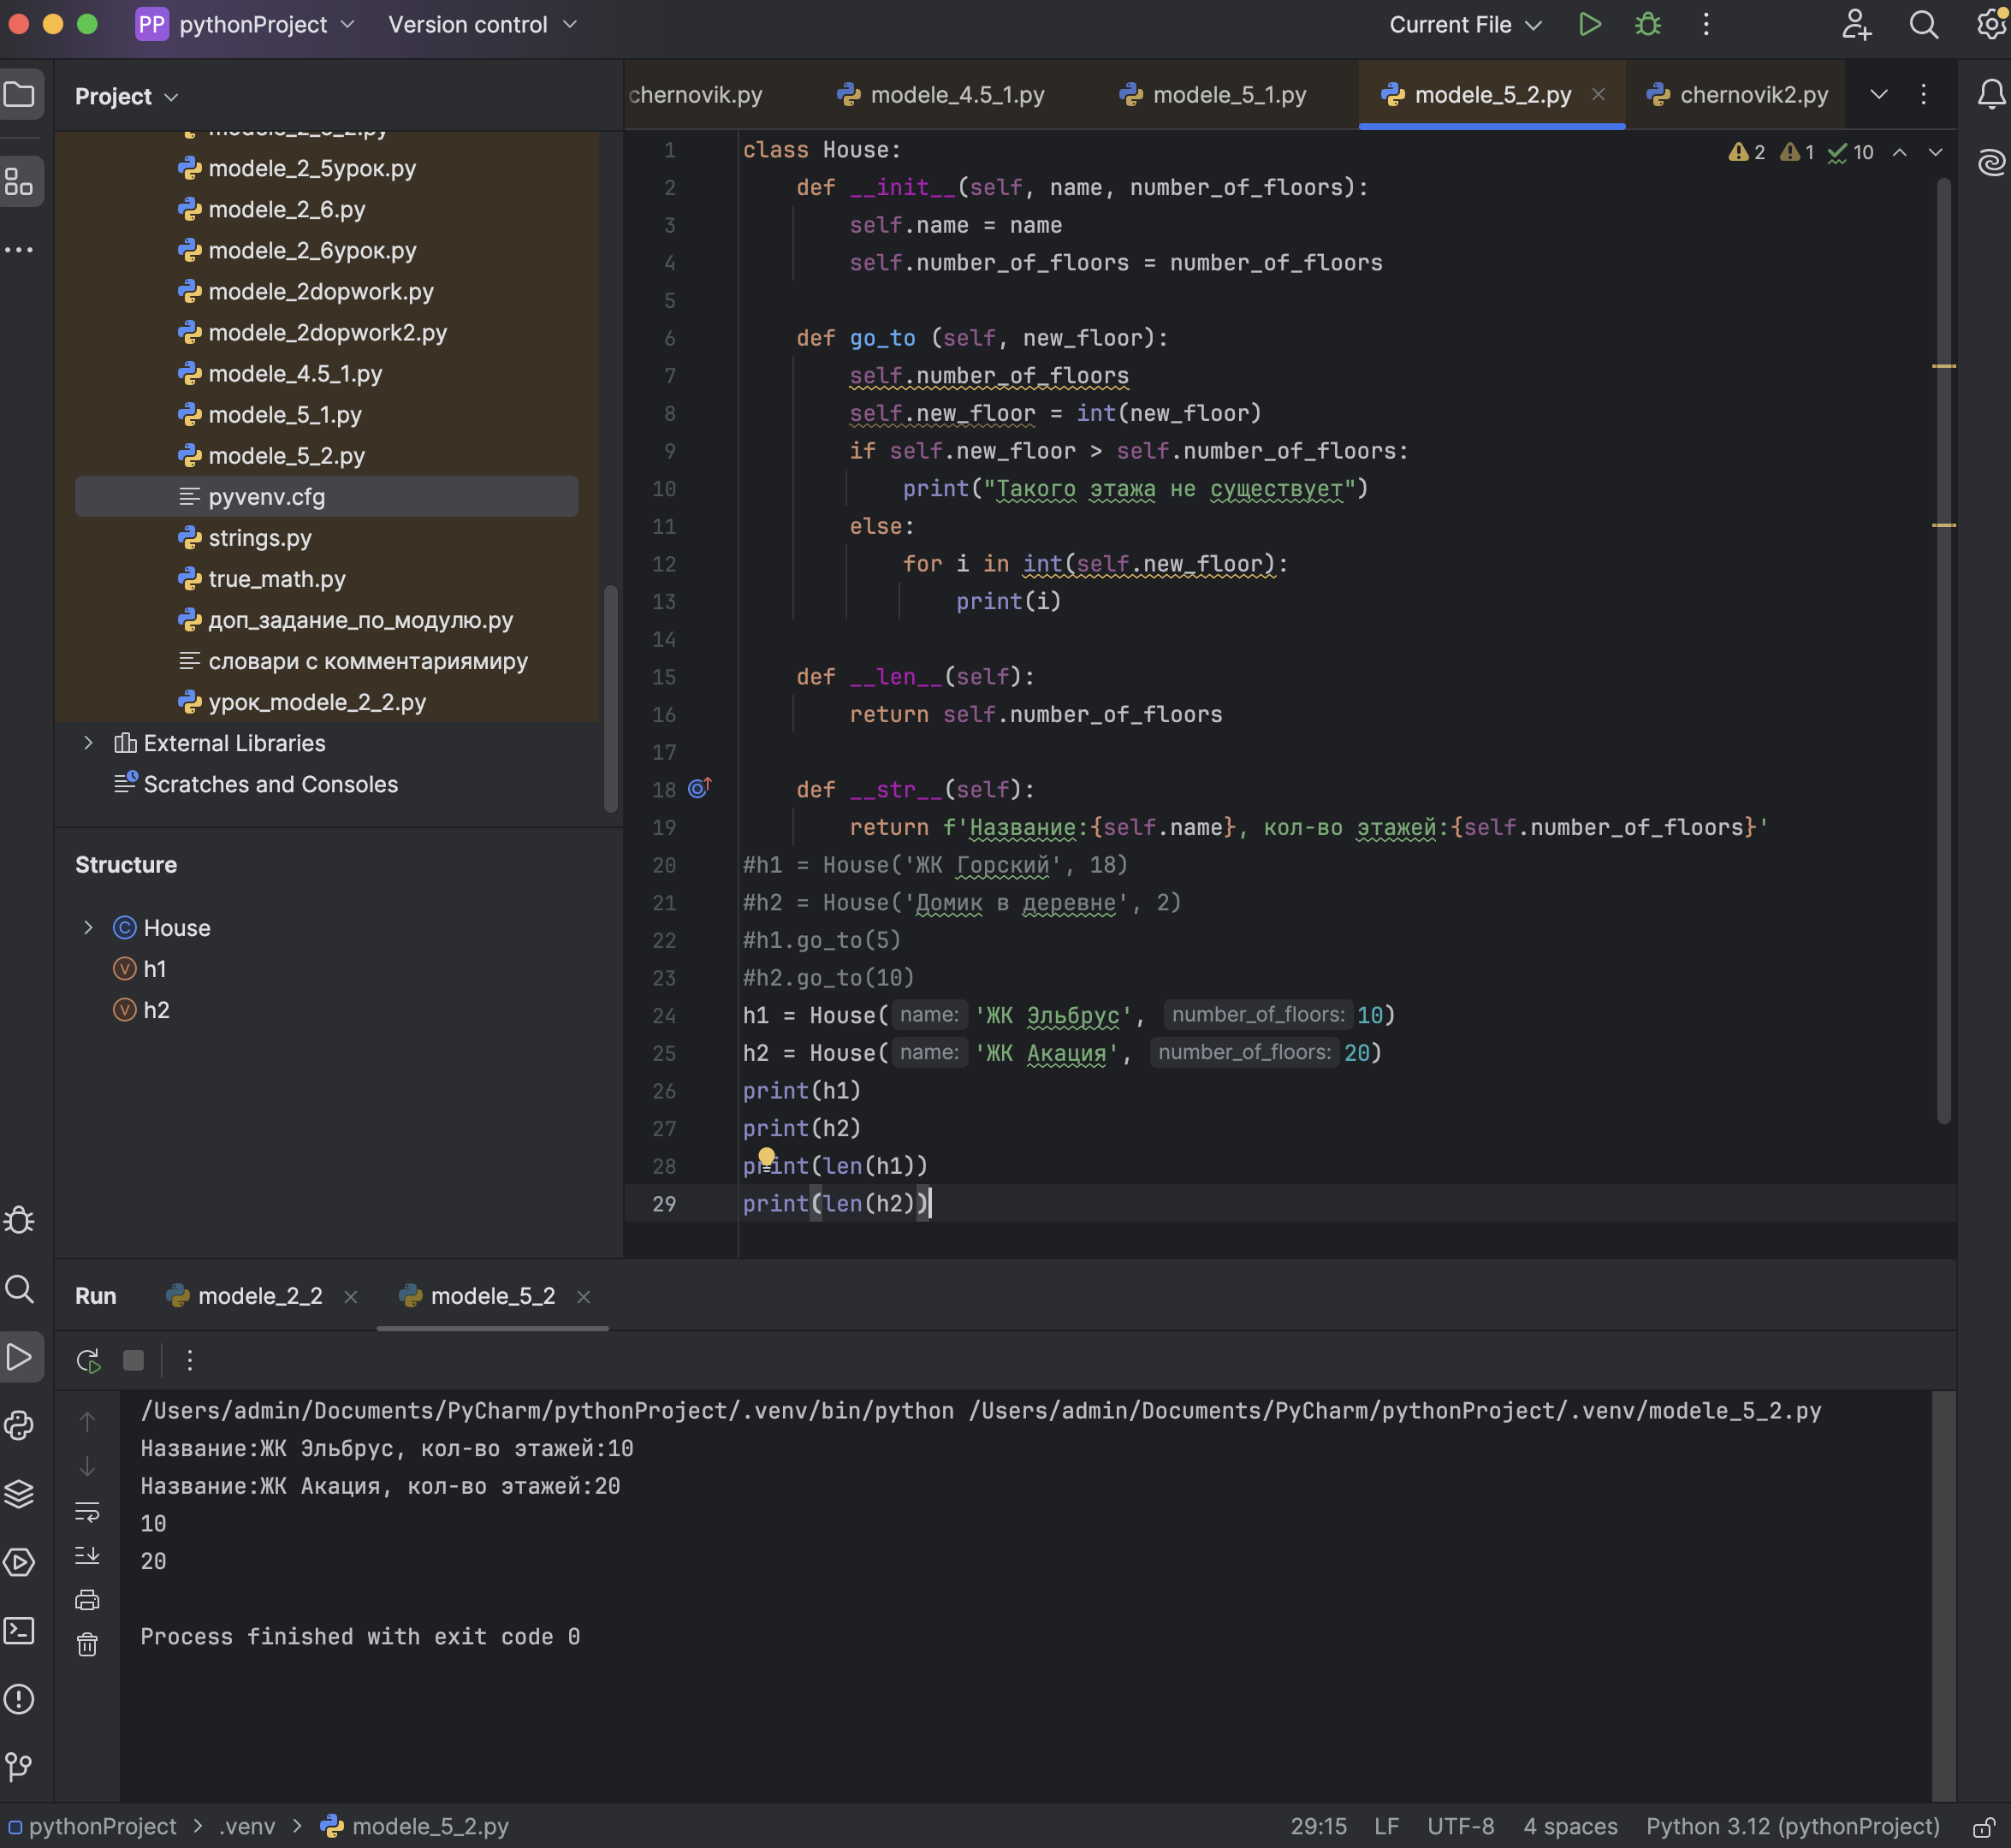 PP pythonProject Version control Current File
Project
modele_2_5урок.py
modele_2_6.py
modele_2_6урок.py
modele_2dopwork.py
modele_2dopwork2.py
modele_4.5_1.py
modele_5_1.py
modele_5_2.py
pyvenv.cfg
strings.py
true_math.py
доп_задание_по_модулю.py
словари с комментариямиpy
урок_modele_2_2.py
External Libraries
Scratches and Consoles
Structure
House
h1
h2
chernovik.py modele_4.5_1.py modele_5_1.py modele_5_2.py chernovik2.py
2 1 10
1 class House:
2 def __init__(self, name, number_of_floors):
3 self.name = name
4 self.number_of_floors = number_of_floors
5
6 def go_to (self, new_floor):
7 self.number_of_floors
8 self.new_floor = int(new_floor)
9 if self.new_floor > self.number_of_floors:
10 print("Такого этажа не существует")
11 else:
12 for i in int(self.new_floor):
13 print(i)
14
15 def __len__(self):
16 return self.number_of_floors
17
18 def __str__(self):
19 return f'Название:{self.name}, кол-во этажей:{self.number_of_floors}'
20 #h1 = House('ЖК Горский', 18)
21 #h2 = House('Домик в деревне', 2)
22 #h1.go_to(5)
23 #h2.go_to(10)
24 h1 = House( name: 'ЖК Эльбрус', number_of_floors: 10)
25 h2 = House( name: 'ЖК Акация', number_of_floors: 20)
26 print(h1)
27 print(h2)
28 print(len(h1))
29 print(len(h2))
Run modele_2_2 modele_5_2
/Users/admin/Documents/PyCharm/pythonProject/.venv/bin/python /Users/admin/Documents/PyCharm/pythonProject/.venv/modele_5_2.py
Название:ЖК Эльбрус, кол-во этажей:10
Название:ЖК Акация, кол-во этажей:20
10
20
Process finished with exit code 0
pythonProject > .venv > modele_5_2.py 29:15 LF UTF-8 4 spaces Python 3.12 (pythonProject)